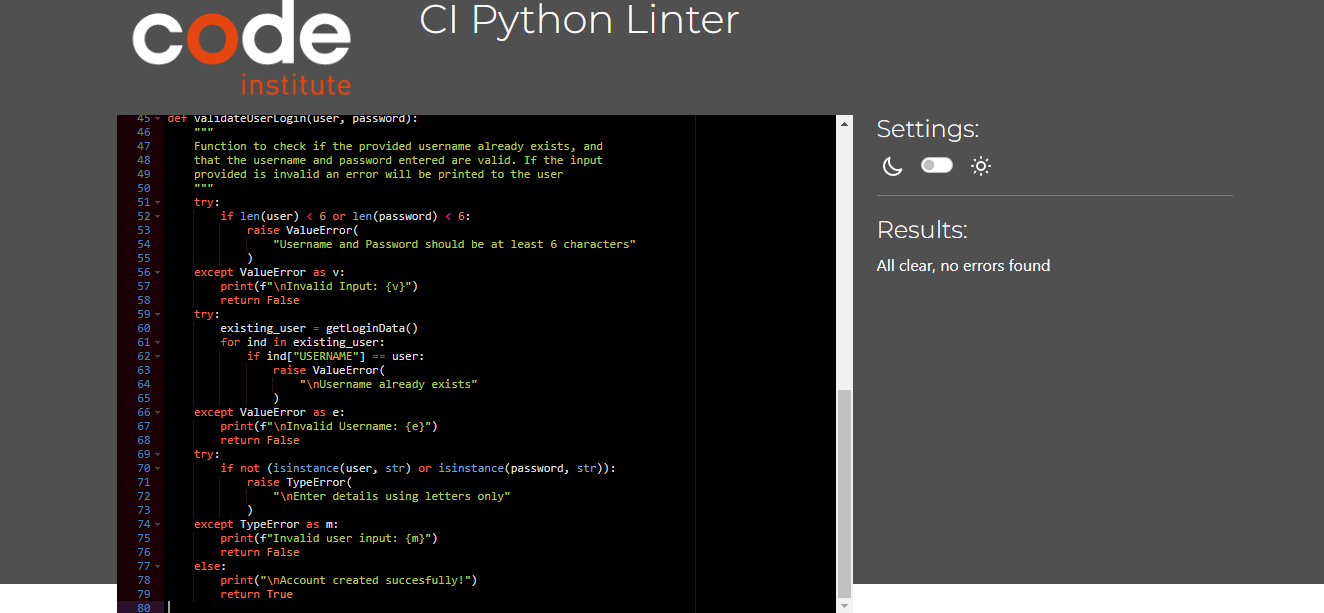 code
institute
CI Python Linter
45 def validateUserLogin(user, password):
46 """
47 Function to check if the provided username already exists, and
48 that the username and password entered are valid. If the input
49 provided is invalid an error will be printed to the user
50 """
51 try:
52 if len(user) < 6 or len(password) < 6:
53 raise ValueError(
54 "Username and Password should be at least 6 characters"
55 )
56 except ValueError as v:
57 print(f"\nInvalid Input: {v}")
58 return False
59 try:
60 existing_user = getLoginData()
61 for ind in existing_user:
62 if ind["USERNAME"] == user:
63 raise ValueError(
64 "\nUsername already exists"
65 )
66 except ValueError as e:
67 print(f"\nInvalid Username: {e}")
68 return False
69 try:
70 if not (isinstance(user, str) or isinstance(password, str)):
71 raise TypeError(
72 "\nEnter details using letters only"
73 )
74 except TypeError as m:
75 print(f"Invalid user input: {m}")
76 return False
77 else:
78 print("\nAccount created succesfully!")
79 return True
80
Settings:
Results:
All clear, no errors found